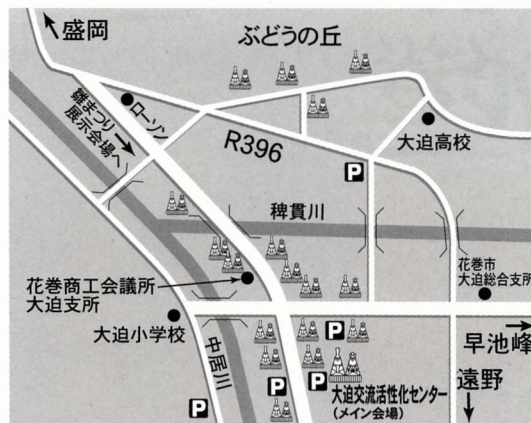 盛岡
ぶどうの丘
雛まつり
展示会場へ
ローソン
R396
大迫高校
P
稗貫川
花巻商工会議所
大迫支所
花巻市
大迫総合支所
大迫小学校
中居川
P
早池峰
遠野
P
P
大迫交流活性化センター
(メイン会場)
P